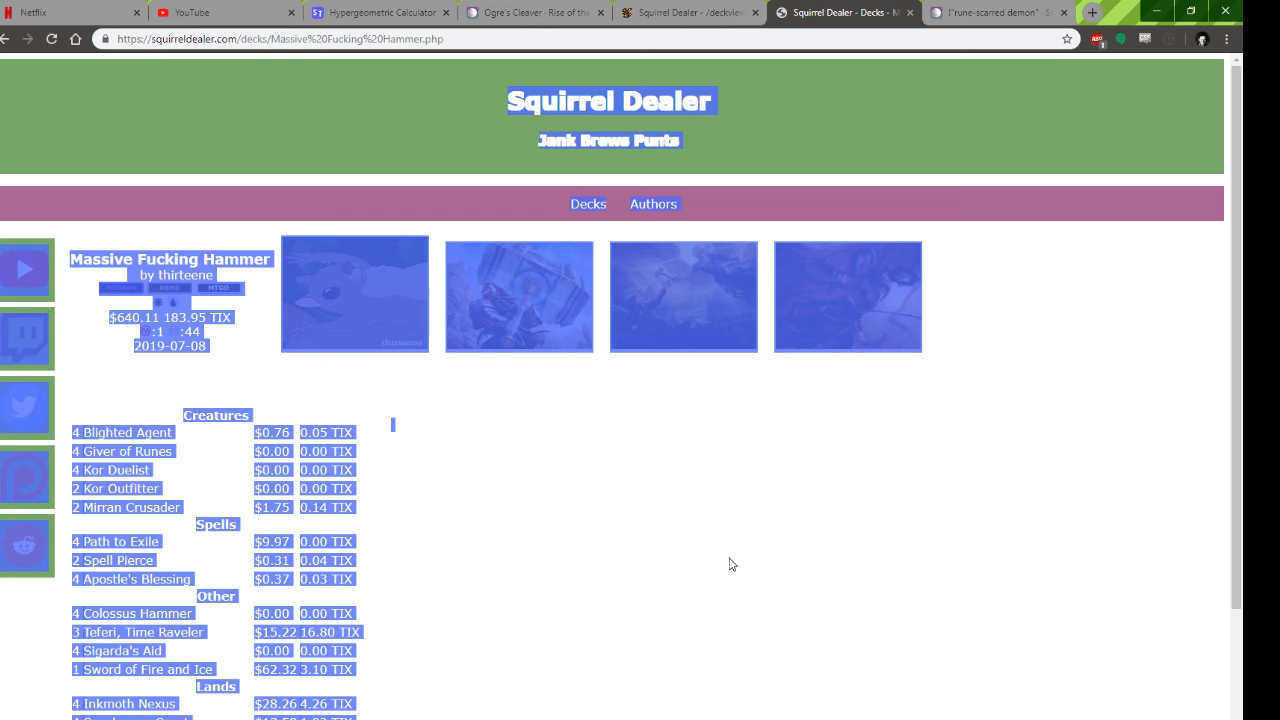 Netflix
YouTube
Hypergeometric Calculator
Ogre's Cleaver · Rise of the
Squirrel Dealer - /deckview
Squirrel Dealer - Decks - M
!"rune-scarred demon" · S
https://squirreldealer.com/decks/Massive%20Fucking%20Hammer.php
ABP
1
Squirrel Dealer
Jank Brews Punts
Decks Authors
Massive Fucking Hammer
by thirteene
MODERN MEME MTGO
$640.11 183.95 TIX
:1 :44
2019-07-08
thirteene
Creatures
4 Blighted Agent $0.76 0.05 TIX
4 Giver of Runes $0.00 0.00 TIX
4 Kor Duelist $0.00 0.00 TIX
2 Kor Outfitter $0.00 0.00 TIX
2 Mirran Crusader $1.75 0.14 TIX
Spells
4 Path to Exile $9.97 0.00 TIX
2 Spell Pierce $0.31 0.04 TIX
4 Apostle's Blessing $0.37 0.03 TIX
Other
4 Colossus Hammer $0.00 0.00 TIX
3 Teferi, Time Raveler $15.22 16.80 TIX
4 Sigarda's Aid $0.00 0.00 TIX
1 Sword of Fire and Ice $62.32 3.10 TIX
Lands
4 Inkmoth Nexus $28.26 4.26 TIX